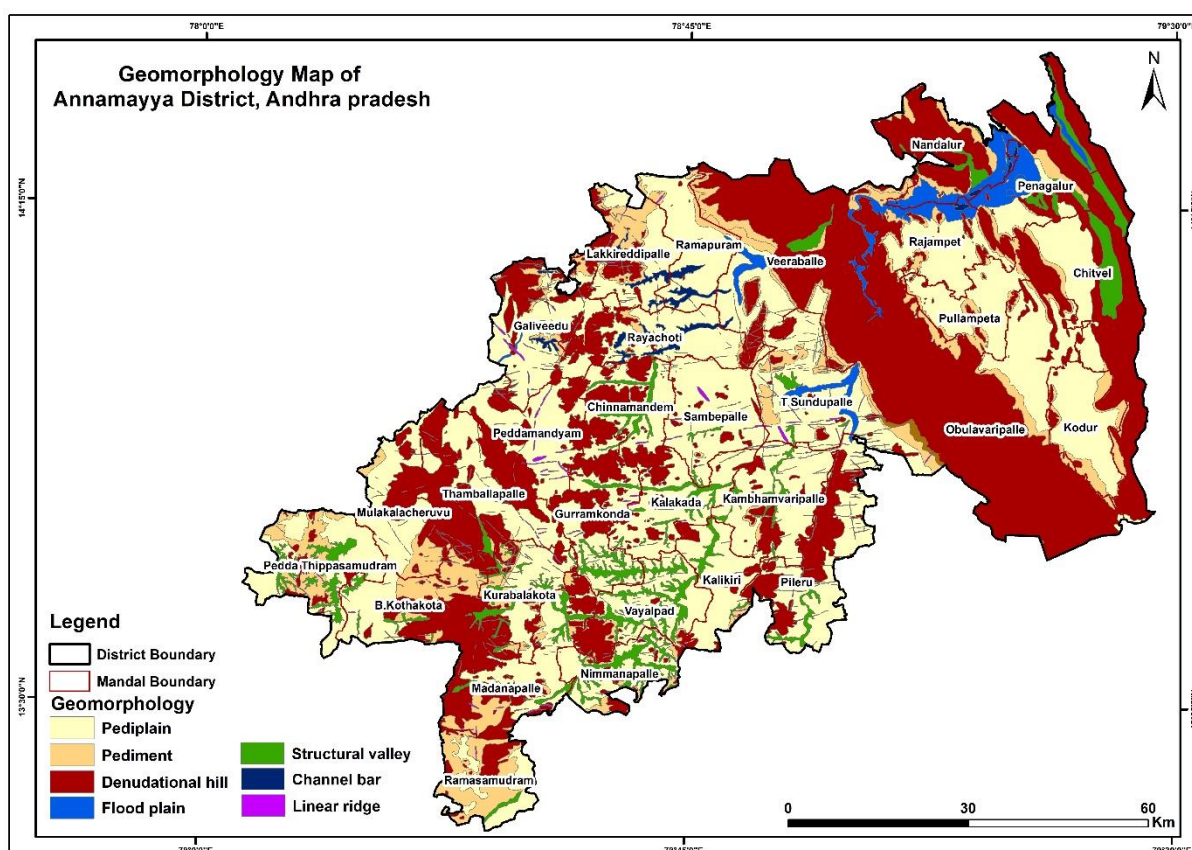 78°0'0"E
78°45'0"E
79°30'0"E
Geomorphology Map of
Annamayya District, Andhra pradesh
N
14°15'0"N
Nandalur
Penagalur
Rajampet
Ramapuram
Lakkireddipalle
Veeraballe
Chitvel
Galiveedu
Rayachoti
Pullampeta
T Sundupalle
Chinnamandem
Sambepalle
Peddamandyam
Obulavaripalle
Kodur
Thamballapalle
Kalakada
Kambhamvaripalle
Mulakalacheruvu
Gurramkonda
Pedda Thippasamudram
Kalikiri
Pileru
B.Kothakota
Kurabalakota
Vayalpad
Nimmanapalle
Madanapalle
13°30'0"N
Ramasamudram
Legend
District Boundary
Mandal Boundary
Geomorphology
Pediplain
Pediment
Denudational hill
Flood plain
Structural valley
Channel bar
Linear ridge
0 30 60
Km